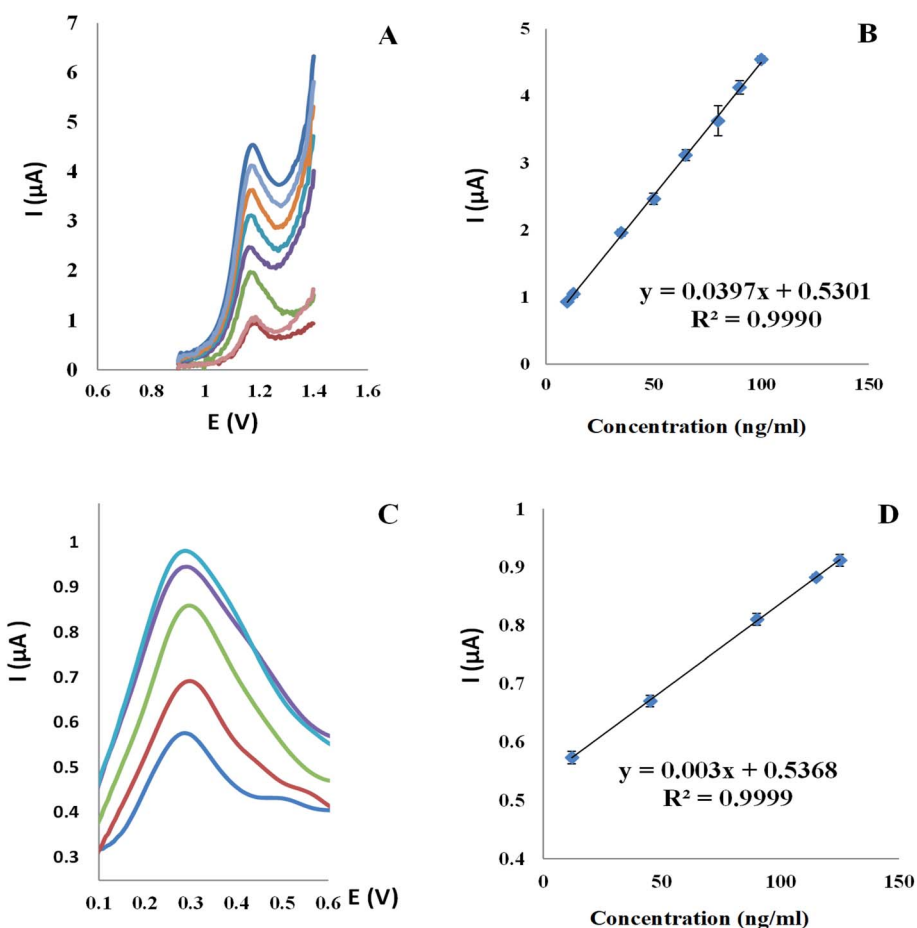 A
I (µA)
7
6
5
4
3
2
1
0
0.6 0.8 1 1.2 1.4 1.6
E (V)
B
I (µA)
5
4
3
2
1
0
y = 0.0397x + 0.5301
R² = 0.9990
0 50 100 150
Concentration (ng/ml)
C
I (µA)
1
0.9
0.8
0.7
0.6
0.5
0.4
0.3
0.1 0.2 0.3 0.4 0.5 E (V) 0.6
D
I (µA)
1
0.9
0.8
0.7
0.6
0.5
0.4
y = 0.003x + 0.5368
R² = 0.9999
0 50 100 150
Concentration (ng/ml)